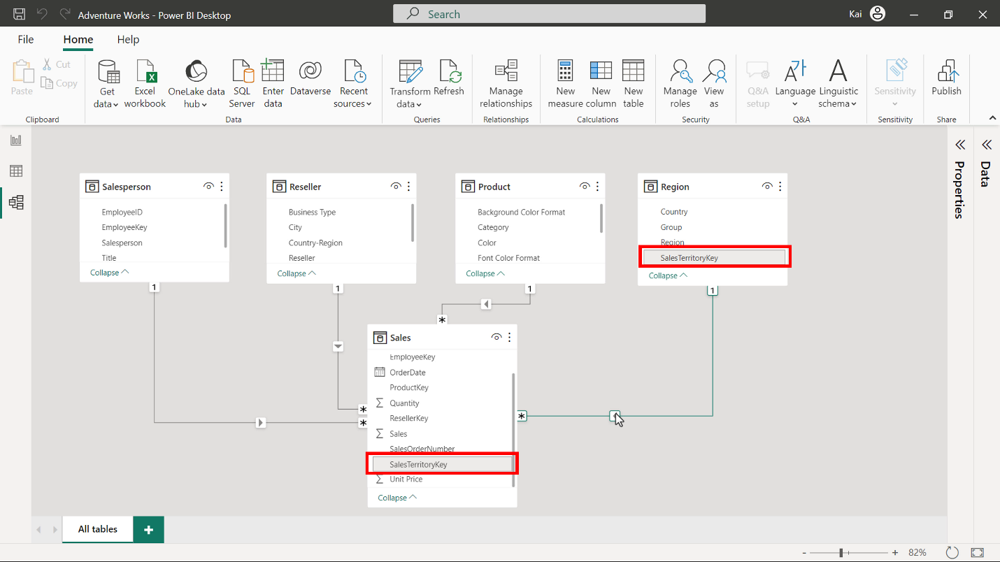 Adventure Works - Power BI Desktop
Search
Kai
File Home Help
Paste
Cut
Copy
Get data
Excel workbook
OneLake data hub
SQL Server
Enter data
Dataverse
Recent sources
Transform data
Refresh
Manage relationships
New measure
New column
New table
Manage roles
View as
Q&A setup
Language
Linguistic schema
Sensitivity
Publish
Clipboard
Data
Queries
Relationships
Calculations
Security
Q&A
Sensitivity
Share
Properties
Data
Salesperson
EmployeeID
EmployeeKey
Salesperson
Title
Collapse
1
Reseller
Business Type
City
Country-Region
Reseller
Collapse
1
Product
Background Color Format
Category
Color
Font Color Format
Collapse
1
Region
Country
Group
Region
SalesTerritoryKey
Collapse
1
*
Sales
EmployeeKey
OrderDate
ProductKey
Σ Quantity
ResellerKey
Σ Sales
SalesOrderNumber
SalesTerritoryKey
Σ Unit Price
Collapse
*
*
*
All tables
+
- + 82%